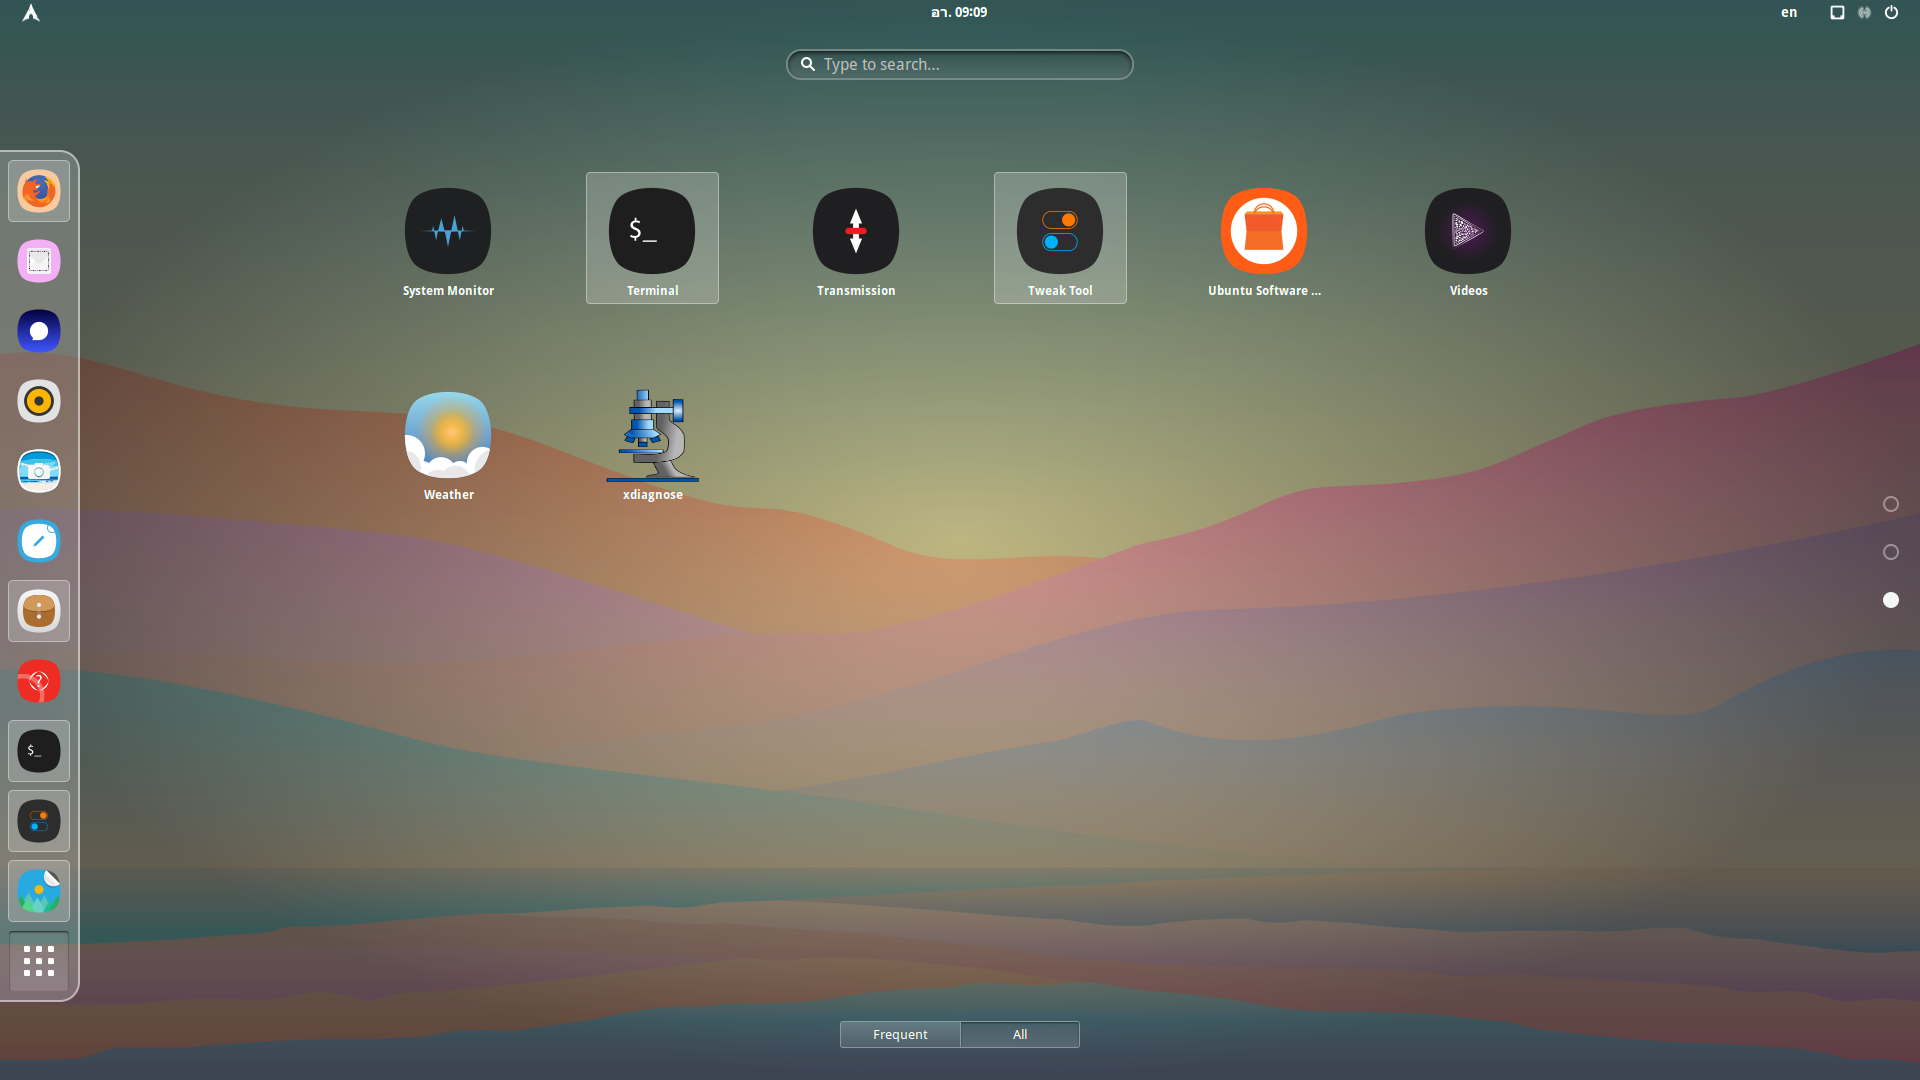 อา. 09:09
en
Type to search...
System Monitor
$_
Terminal
Transmission
Tweak Tool
Ubuntu Software ...
Videos
Weather
xdiagnose
?
$_
Frequent
All